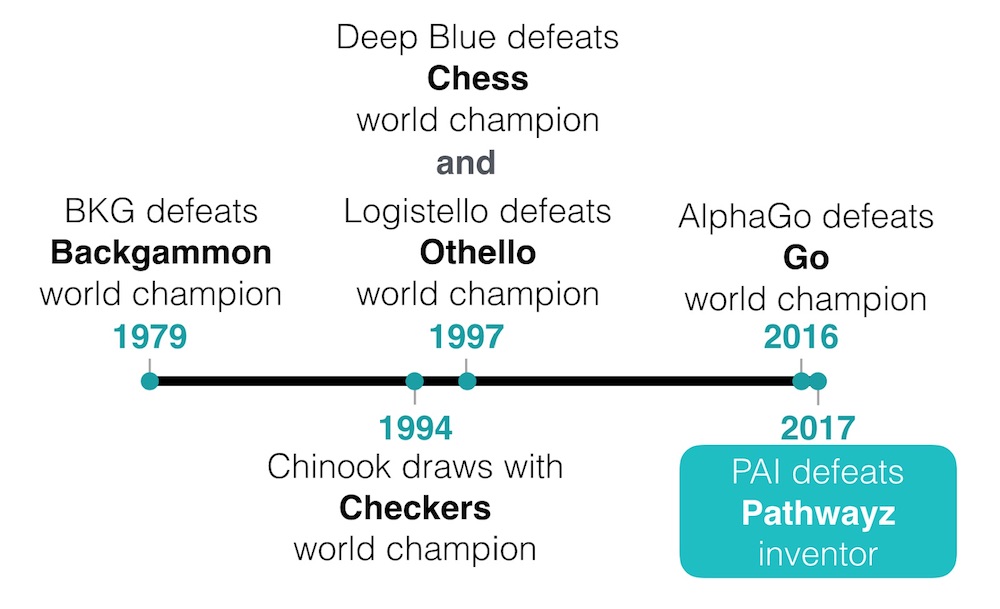 BKG defeats
Backgammon
world champion
1979
Chinook draws with
Checkers
world champion
1994
Deep Blue defeats
Chess
world champion
and
Logistello defeats
Othello
world champion
1997
AlphaGo defeats
Go
world champion
2016
2017
PAI defeats
Pathwayz
inventor